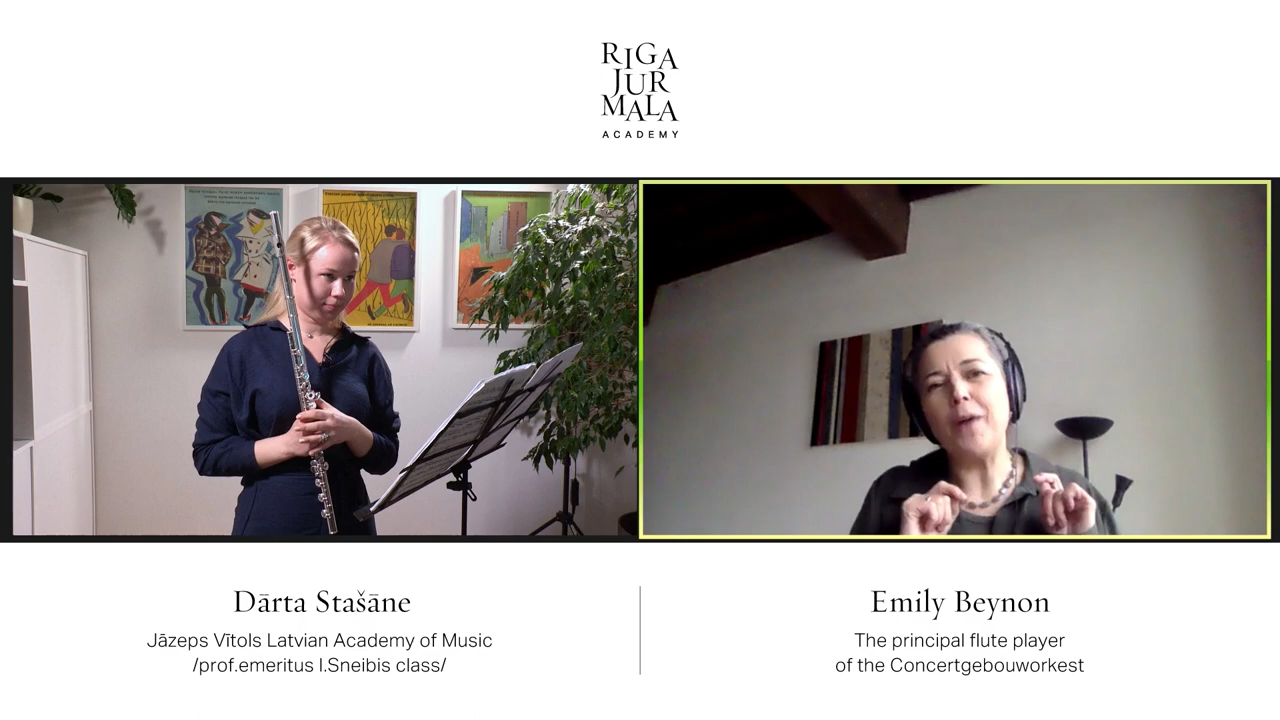 RIGA
JUR
MALA
ACADEMY
Dārta Stašāne
Jāzeps Vītols Latvian Academy of Music
/prof.emeritus I.Sneibis class/
Emily Beynon
The principal flute player
of the Concertgebouworkest